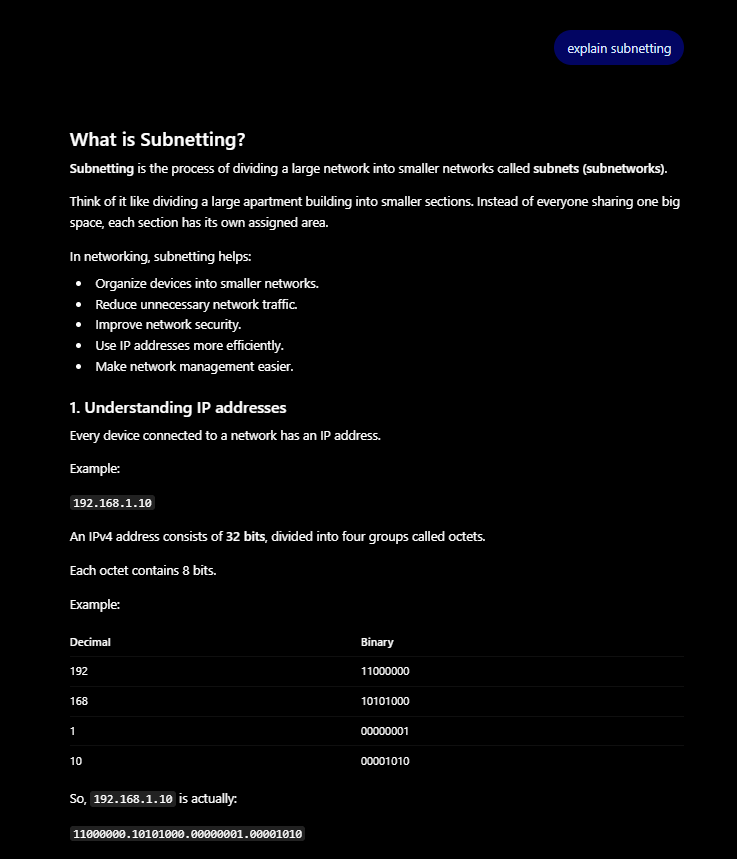 explain subnetting
What is Subnetting?
Subnetting is the process of dividing a large network into smaller networks called subnets (subnetworks).
Think of it like dividing a large apartment building into smaller sections. Instead of everyone sharing one big
space, each section has its own assigned area.
In networking, subnetting helps:
• Organize devices into smaller networks.
• Reduce unnecessary network traffic.
• Improve network security.
• Use IP addresses more efficiently.
• Make network management easier.
1. Understanding IP addresses
Every device connected to a network has an IP address.
Example:
192.168.1.10
An IPv4 address consists of 32 bits, divided into four groups called octets.
Each octet contains 8 bits.
Example:
Decimal Binary
192 11000000
168 10101000
1 00000001
10 00001010
So, 192.168.1.10 is actually:
11000000.10101000.00000001.00001010